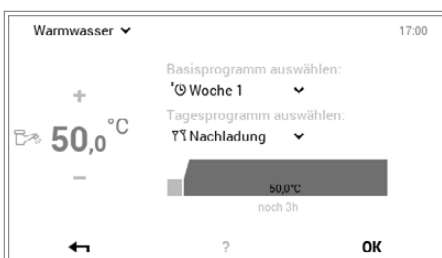 Warmwasser
17:00
Basisprogramm auswählen:
Woche 1
+
Tagesprogramm auswählen:
50,0 °C
Nachladung
−
50,0°C
noch 3h
?
OK